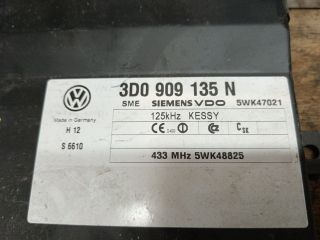 3D0 909 135 N
SME SIEMENS VDO 5WK47021
Made in Germany
125kHz KESSY
H 12
S 6610
433 MHz 5WK48825